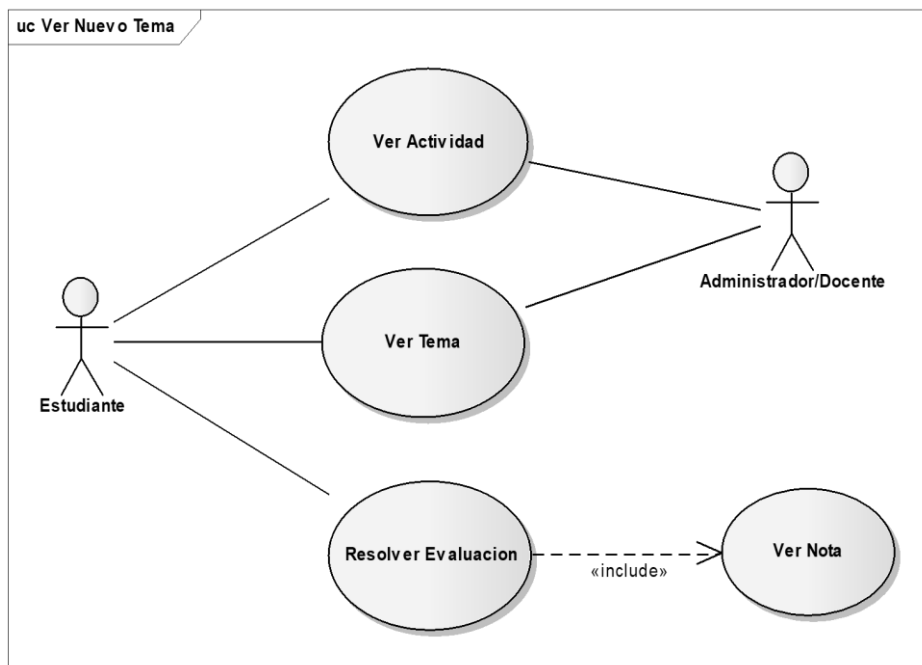 uc Ver Nuevo Tema
Ver Actividad
Administrador/Docente
Ver Tema
Estudiante
Resolver Evaluacion
«include»
Ver Nota